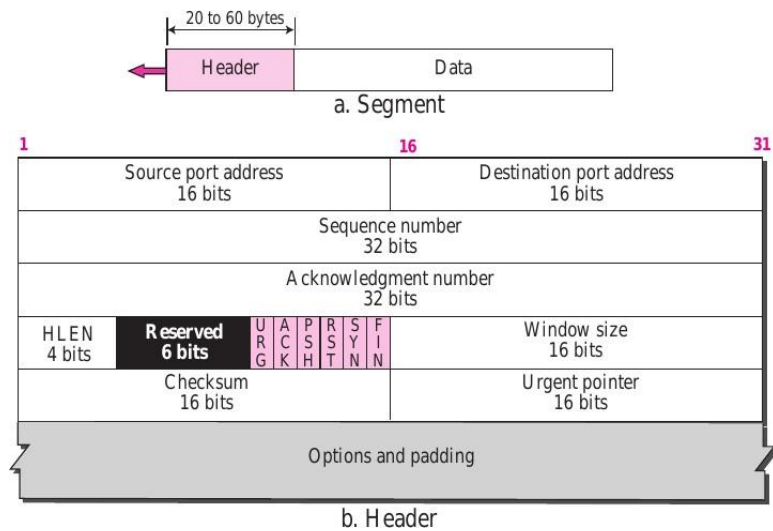 20 to 60 bytes
Header
Data
a. Segment
1
16
31
Source port address
16 bits
Destination port address
16 bits
Sequence number
32 bits
Acknowledgment number
32 bits
HLEN
4 bits
Reserved
6 bits
URG
ACK
PSH
RST
SYN
FIN
Window size
16 bits
Checksum
16 bits
Urgent pointer
16 bits
Options and padding
b. Header